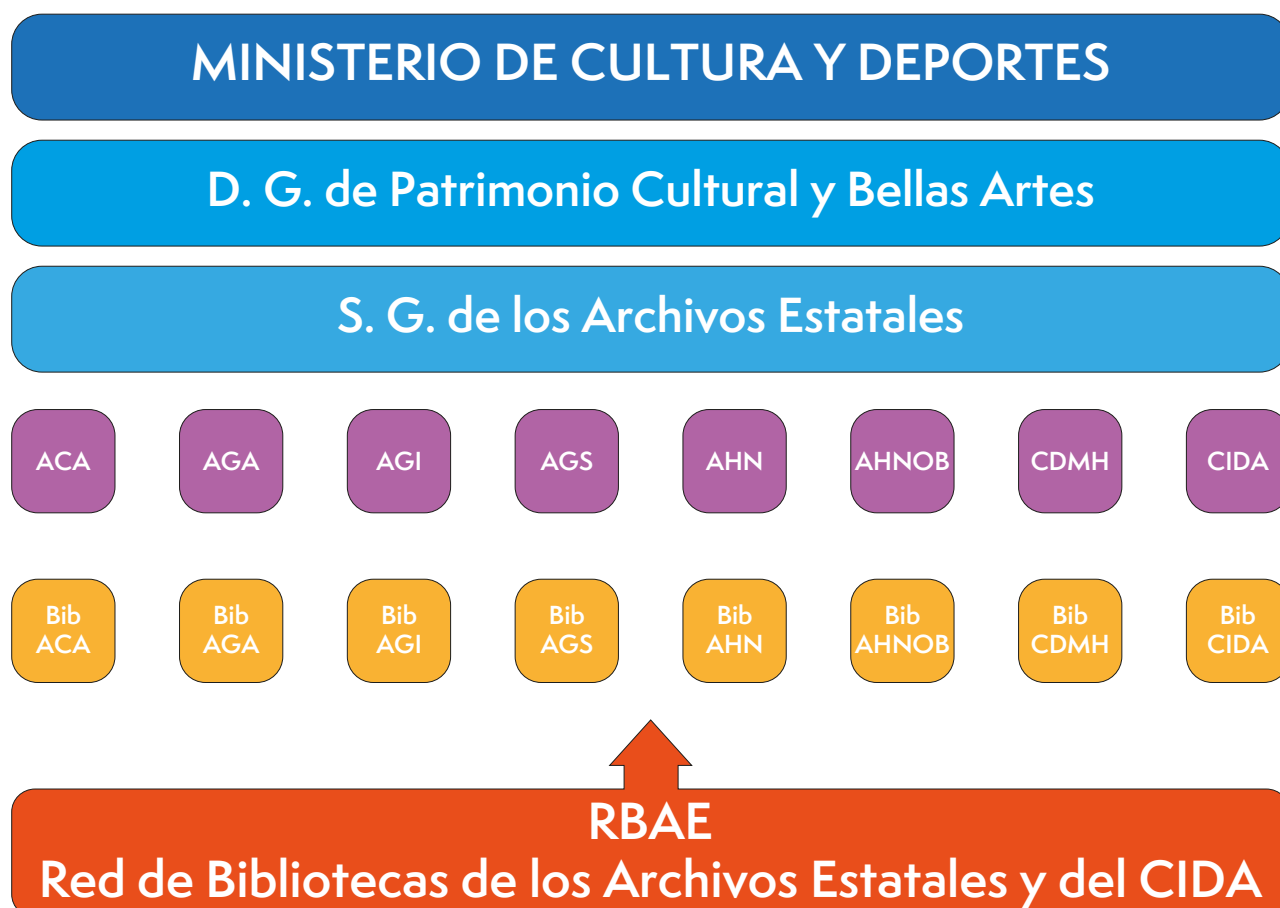 MINISTERIO DE CULTURA Y DEPORTES
D. G. de Patrimonio Cultural y Bellas Artes
S. G. de los Archivos Estatales
ACA
AGA
AGI
AGS
AHN
AHNOB
CDMH
CIDA
Bib
ACA
Bib
AGA
Bib
AGI
Bib
AGS
Bib
AHN
Bib
AHNOB
Bib
CDMH
Bib
CIDA
RBAE
Red de Bibliotecas de los Archivos Estatales y del CIDA